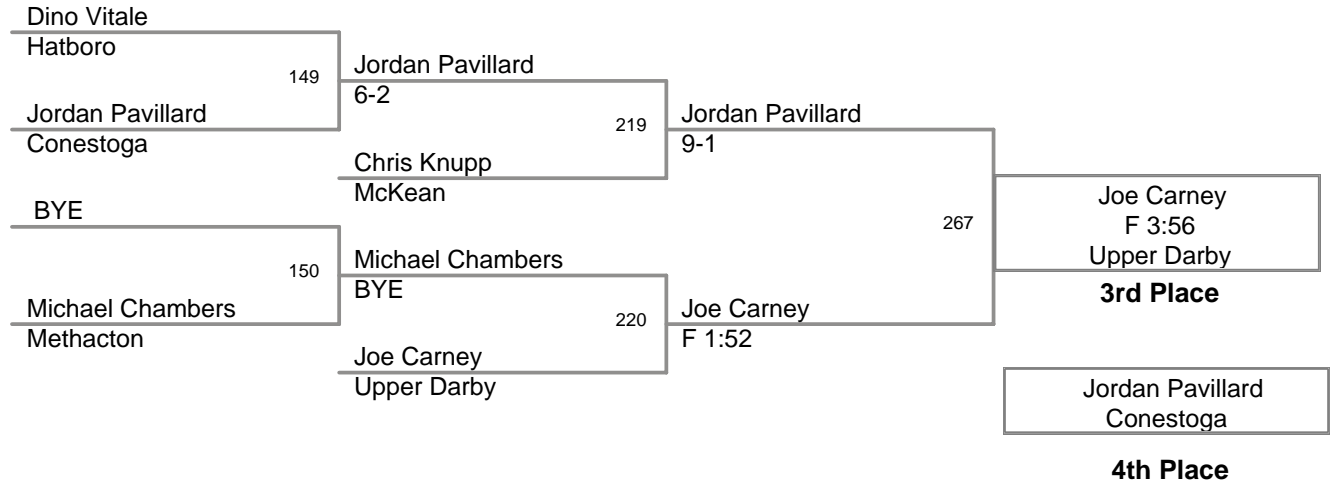 Dino Vitale
Hatboro
149
Jordan Pavillard
6-2
Jordan Pavillard
Conestoga
219
Jordan Pavillard
9-1
Chris Knupp
McKean
BYE
267
Joe Carney
F 3:56
Upper Darby
3rd Place
150
Michael Chambers
BYE
Michael Chambers
Methacton
220
Joe Carney
F 1:52
Joe Carney
Upper Darby
Jordan Pavillard
Conestoga
4th Place